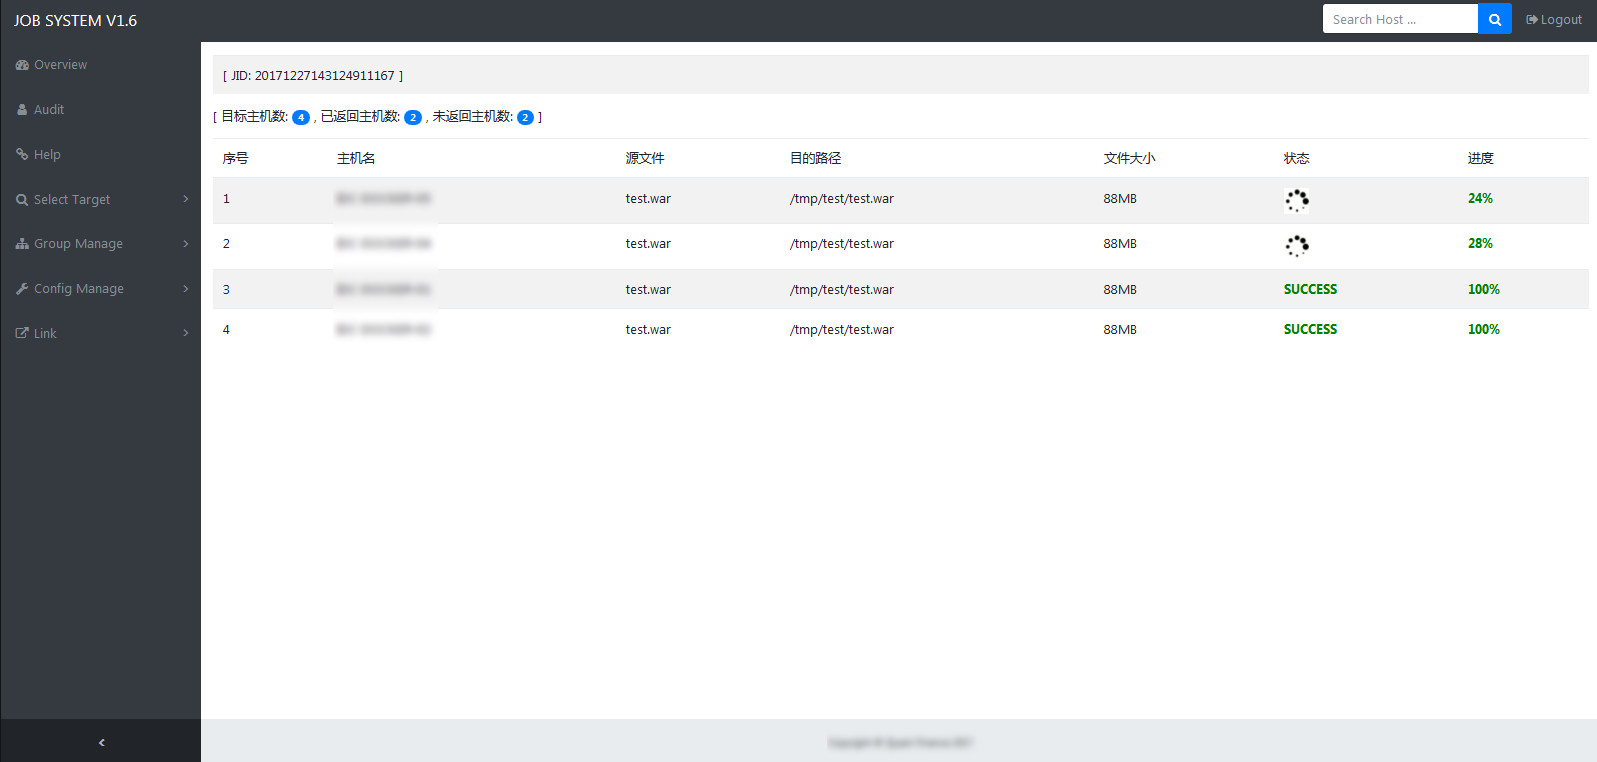 JOB SYSTEM V1.6
Search Host ...
Logout
Overview
Audit
Help
Select Target
Group Manage
Config Manage
Link
[ JID: 20171227143124911167 ]
[ 目标主机数: 4 , 已返回主机数: 2 , 未返回主机数: 2 ]
序号 主机名 源文件 目的路径 文件大小 状态 进度
1 test.war /tmp/test/test.war 88MB 24%
2 test.war /tmp/test/test.war 88MB 28%
3 test.war /tmp/test/test.war 88MB SUCCESS 100%
4 test.war /tmp/test/test.war 88MB SUCCESS 100%